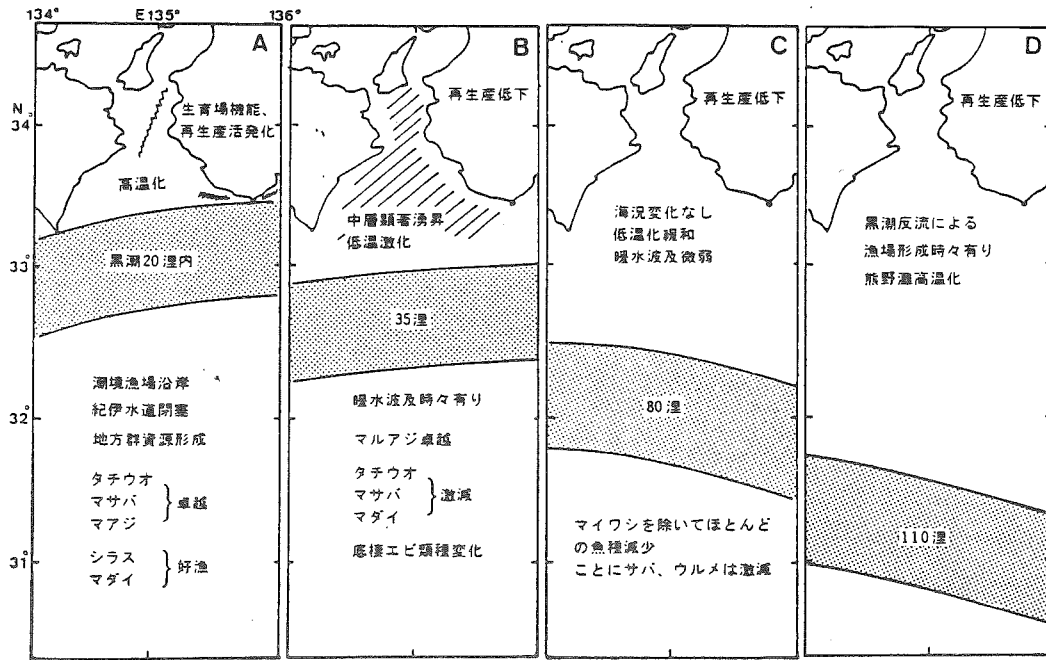 134° E135° 136°
N
34°
33°
32°
31°
A
生育場機能、
再生産活発化
高温化
黒潮20浬内
潮境漁場沿岸
紀伊水道閉塞
地方群資源形成
タチウオ
マサバ
マアジ
卓越
シラス
マダイ
好漁
B
再生産低下
中層顕著湧昇
低温激化
35浬
暖水波及時々有り
マルアジ卓越
タチウオ
マサバ
マダイ
激減
底棲エビ類種変化
C
再生産低下
海況変化なし
低温化緩和
暖水波及微弱
80浬
マイワシを除いてほとんど
の魚種減少
ことにサバ、ウルメは激減
D
再生産低下
黒潮反流による
漁場形成時々有り
熊野灘高温化
110浬